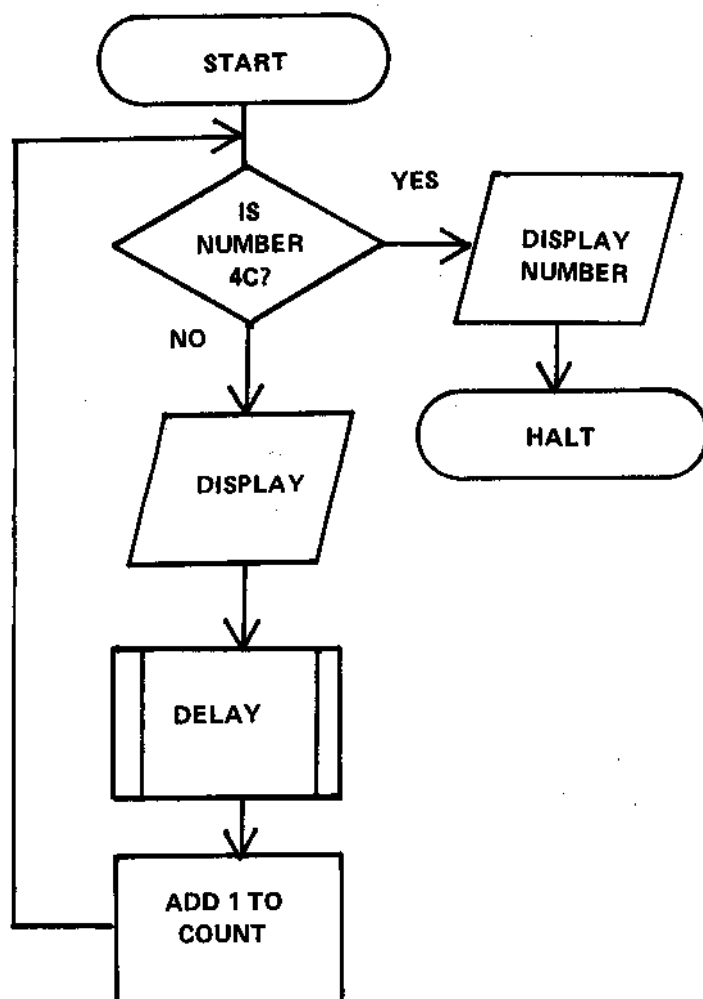 START
IS
NUMBER
4C?
YES
DISPLAY
NUMBER
HALT
NO
DISPLAY
DELAY
ADD 1 TO
COUNT